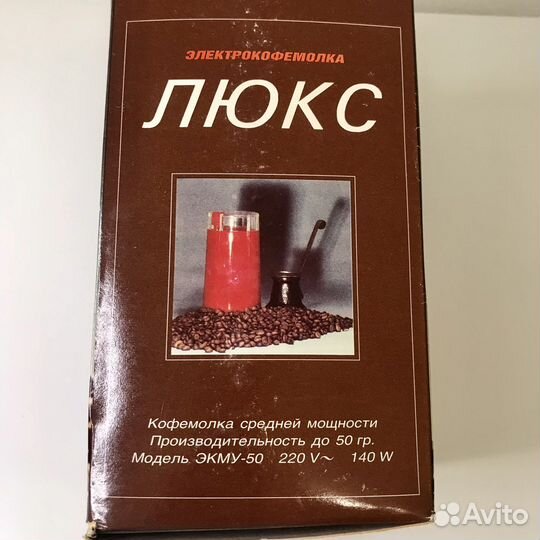 ЭЛЕКТРОКОФЕМОЛКА
ЛЮКС
Кофемолка средней мощности
Производительность до 50 гр.
Модель ЭКМУ-50 220 V~ 140 W
Avito